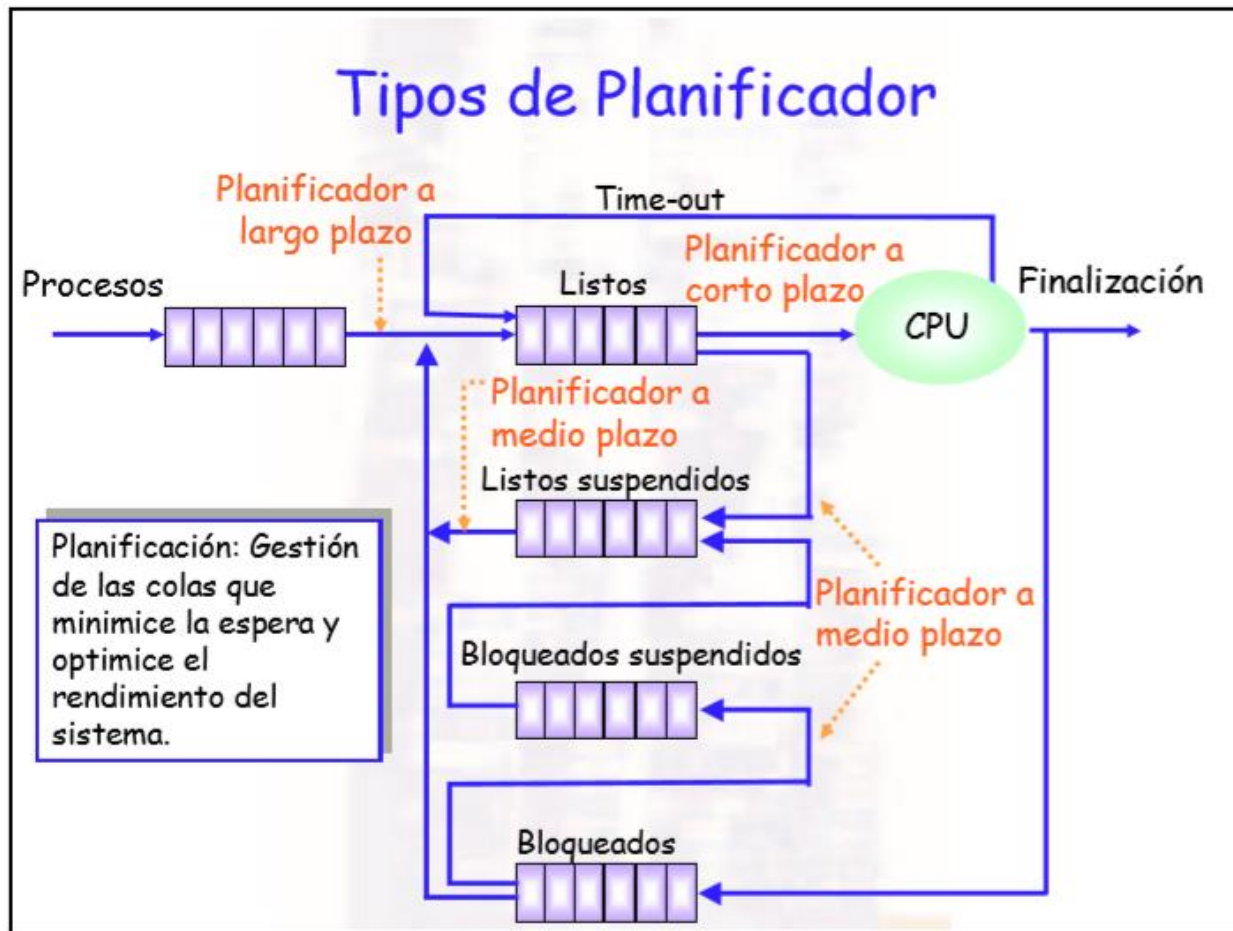 Tipos de Planificador
Planificador a
largo plazo
Time-out
Planificador a
corto plazo
Procesos
Listos
CPU
Finalización
Planificador a
medio plazo
Listos suspendidos
Planificación: Gestión
de las colas que
minimice la espera y
optimice el
rendimiento del
sistema.
Planificador a
medio plazo
Bloqueados suspendidos
Bloqueados